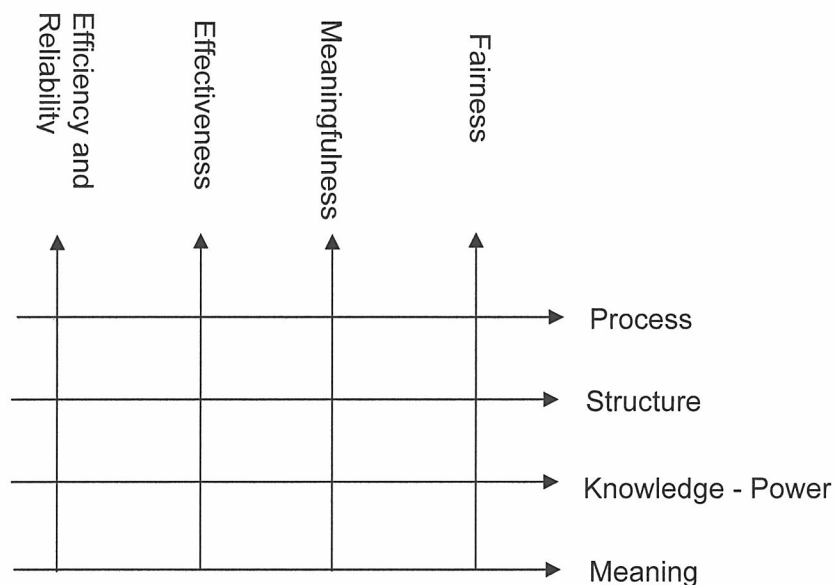 Efficiency and
Reliability
Effectiveness
Meaningfulness
Fairness
Process
Structure
Knowledge - Power
Meaning